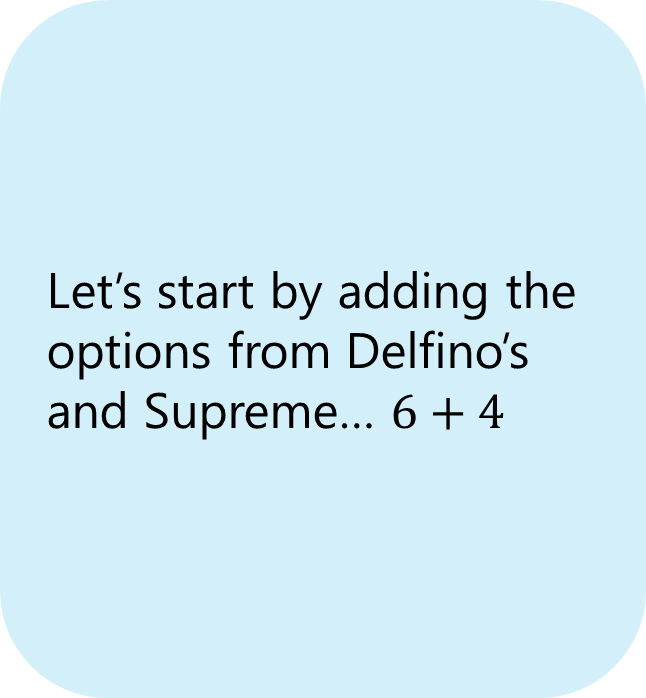 Let’s start by adding the
options from Delfino’s
and Supreme… 6 + 4